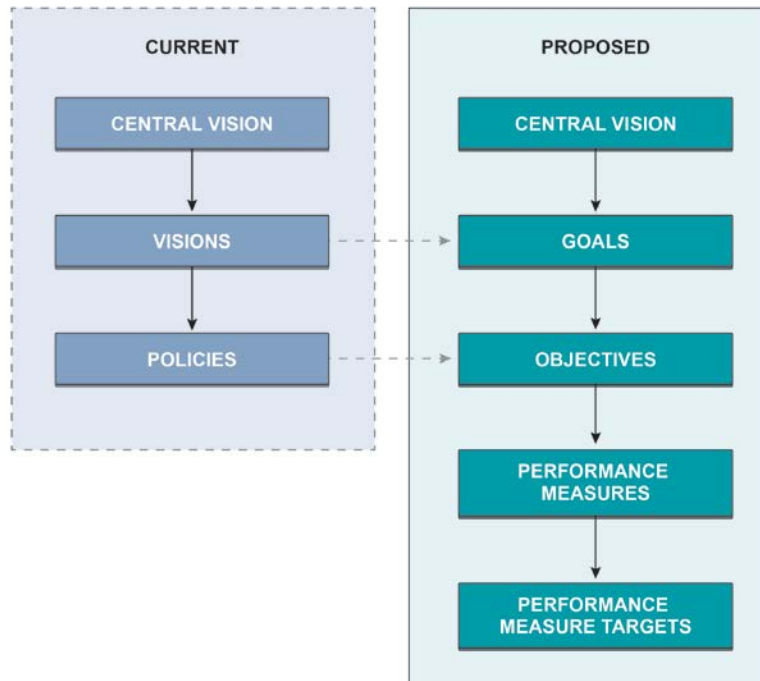 CURRENT
CENTRAL VISION
VISIONS
POLICIES
PROPOSED
CENTRAL VISION
GOALS
OBJECTIVES
PERFORMANCE
MEASURES
PERFORMANCE
MEASURE TARGETS